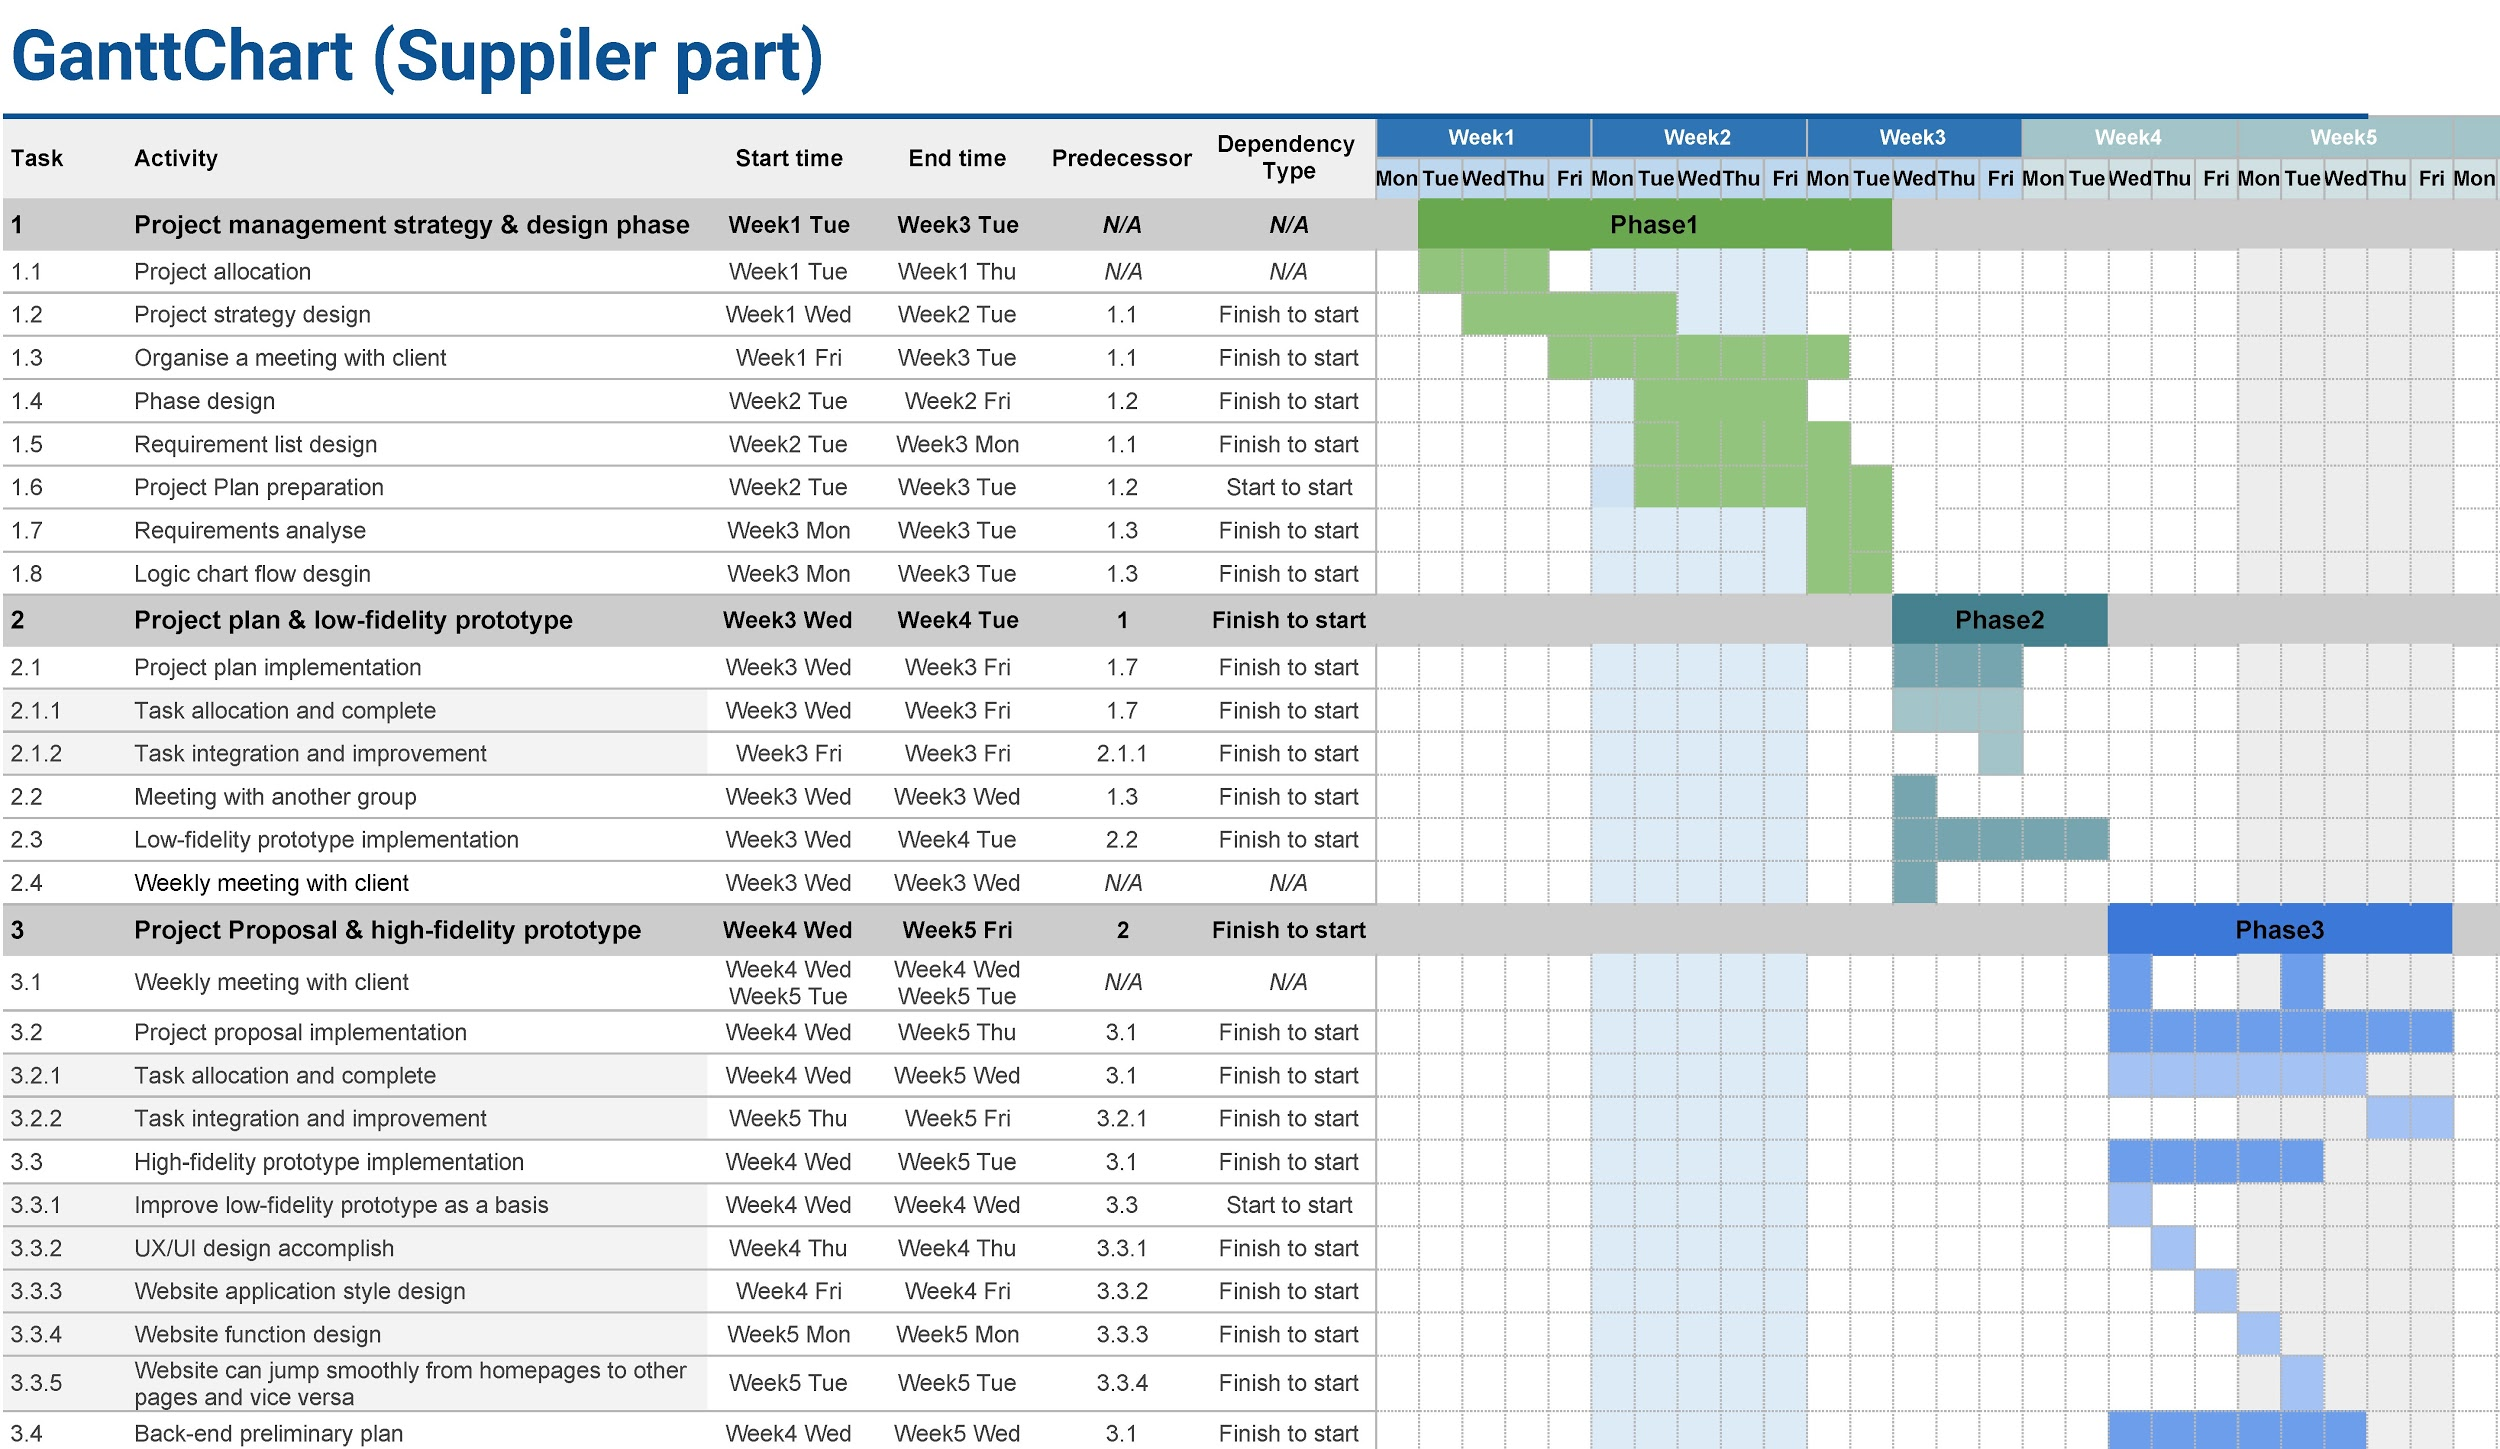 GanttChart (Suppiler part)
Task Activity Start time End time Predecessor Dependency Type Week1 Week2 Week3 Week4 Week5
Mon Tue Wed Thu Fri Mon Tue Wed Thu Fri Mon Tue Wed Thu Fri Mon Tue Wed Thu Fri Mon Tue Wed Thu Fri Mon
1 Project management strategy & design phase Week1 Tue Week3 Tue N/A N/A Phase1
1.1 Project allocation Week1 Tue Week1 Thu N/A N/A
1.2 Project strategy design Week1 Wed Week2 Tue 1.1 Finish to start
1.3 Organise a meeting with client Week1 Fri Week3 Tue 1.1 Finish to start
1.4 Phase design Week2 Tue Week2 Fri 1.2 Finish to start
1.5 Requirement list design Week2 Tue Week3 Mon 1.1 Finish to start
1.6 Project Plan preparation Week2 Tue Week3 Tue 1.2 Start to start
1.7 Requirements analyse Week3 Mon Week3 Tue 1.3 Finish to start
1.8 Logic chart flow desgin Week3 Mon Week3 Tue 1.3 Finish to start
2 Project plan & low-fidelity prototype Week3 Wed Week4 Tue 1 Finish to start Phase2
2.1 Project plan implementation Week3 Wed Week3 Fri 1.7 Finish to start
2.1.1 Task allocation and complete Week3 Wed Week3 Fri 1.7 Finish to start
2.1.2 Task integration and improvement Week3 Fri Week3 Fri 2.1.1 Finish to start
2.2 Meeting with another group Week3 Wed Week3 Wed 1.3 Finish to start
2.3 Low-fidelity prototype implementation Week3 Wed Week4 Tue 2.2 Finish to start
2.4 Weekly meeting with client Week3 Wed Week3 Wed N/A N/A
3 Project Proposal & high-fidelity prototype Week4 Wed Week5 Fri 2 Finish to start Phase3
3.1 Weekly meeting with client Week4 Wed Week4 Wed N/A N/A
Week5 Tue Week5 Tue
3.2 Project proposal implementation Week4 Wed Week5 Thu 3.1 Finish to start
3.2.1 Task allocation and complete Week4 Wed Week5 Wed 3.1 Finish to start
3.2.2 Task integration and improvement Week5 Thu Week5 Fri 3.2.1 Finish to start
3.3 High-fidelity prototype implementation Week4 Wed Week5 Tue 3.1 Finish to start
3.3.1 Improve low-fidelity prototype as a basis Week4 Wed Week4 Wed 3.3 Start to start
3.3.2 UX/UI design accomplish Week4 Thu Week4 Thu 3.3.1 Finish to start
3.3.3 Website application style design Week4 Fri Week4 Fri 3.3.2 Finish to start
3.3.4 Website function design Week5 Mon Week5 Mon 3.3.3 Finish to start
3.3.5 Website can jump smoothly from homepages to other
pages and vice versa Week5 Tue Week5 Tue 3.3.4 Finish to start
3.4 Back-end preliminary plan Week4 Wed Week5 Wed 3.1 Finish to start